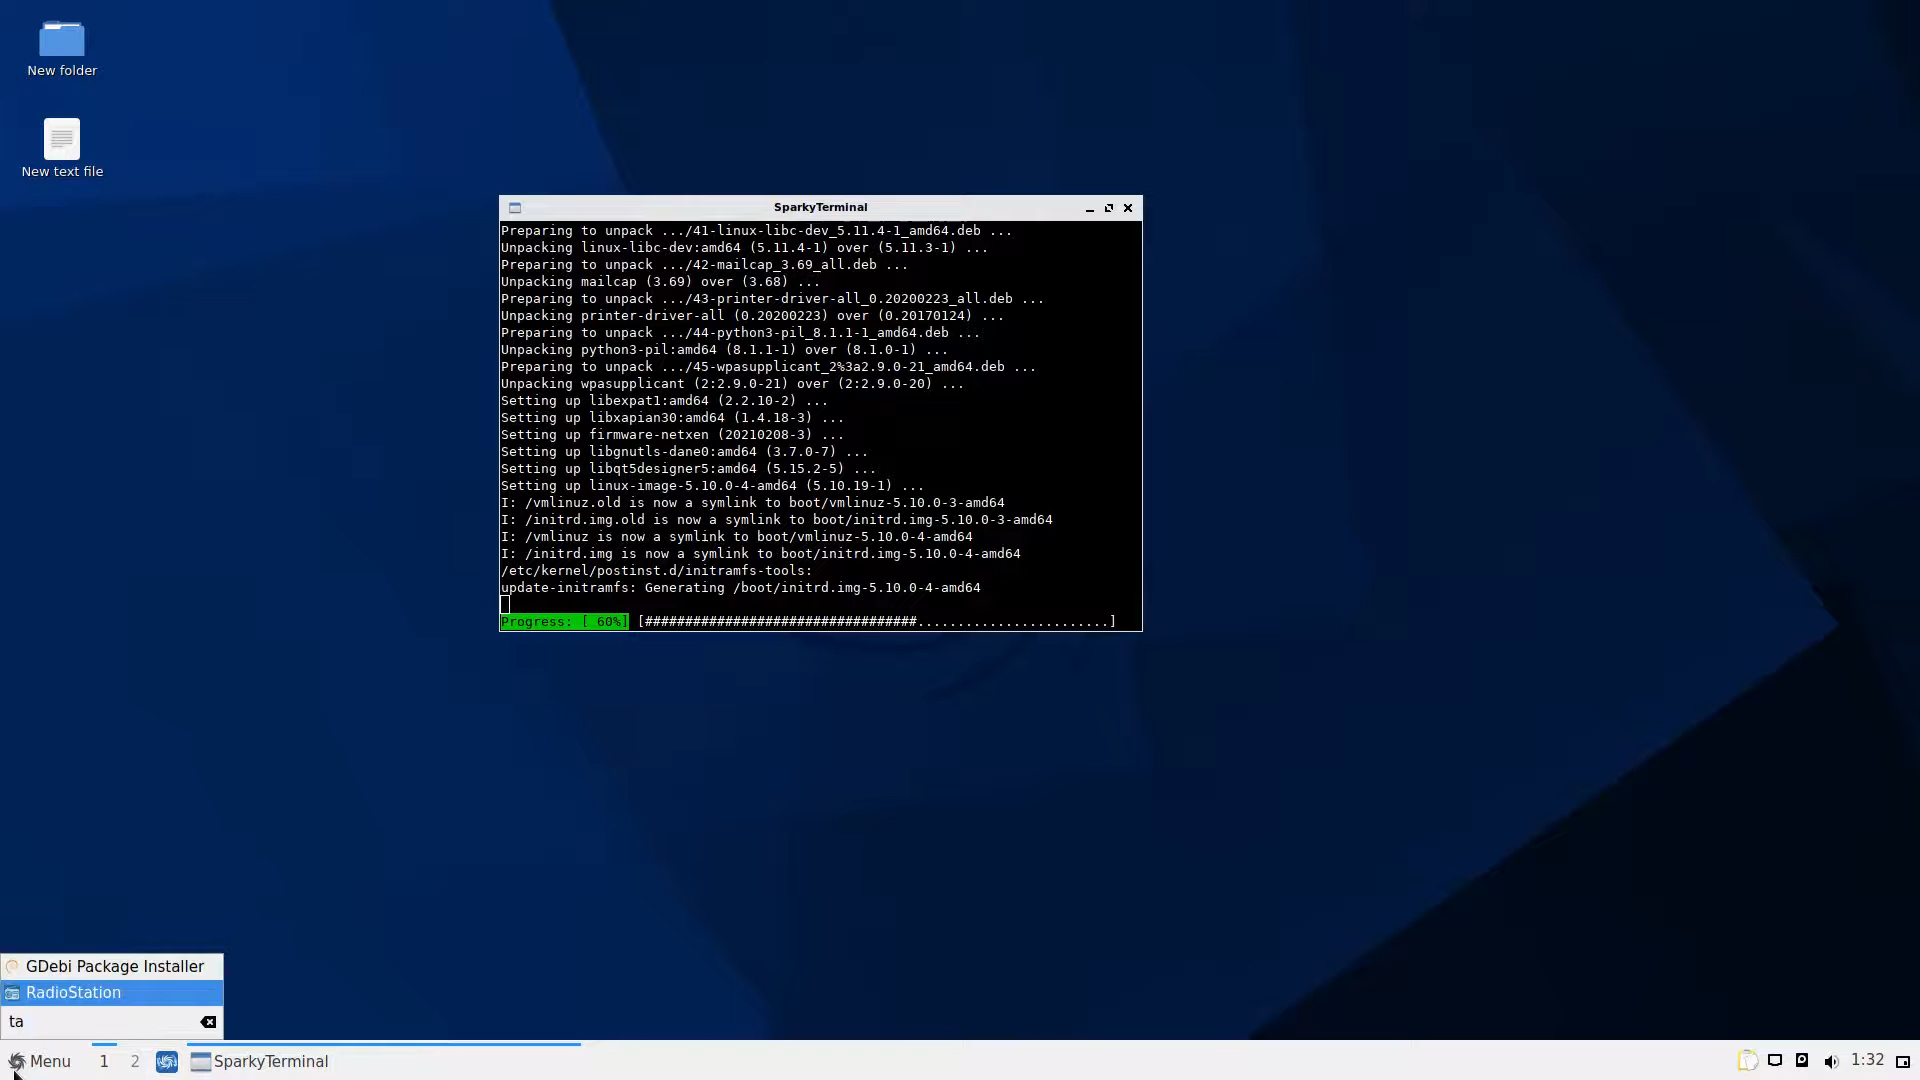 New folder
New text file
SparkyTerminal
Preparing to unpack .../41-linux-libc-dev_5.11.4-1_amd64.deb ...
Unpacking linux-libc-dev:amd64 (5.11.4-1) over (5.11.3-1) ...
Preparing to unpack .../42-mailcap_3.69_all.deb ...
Unpacking mailcap (3.69) over (3.68) ...
Preparing to unpack .../43-printer-driver-all_0.20200223_all.deb ...
Unpacking printer-driver-all (0.20200223) over (0.20170124) ...
Preparing to unpack .../44-python3-pil_8.1.1-1_amd64.deb ...
Unpacking python3-pil:amd64 (8.1.1-1) over (8.1.0-1) ...
Preparing to unpack .../45-wpasupplicant_2%3a2.9.0-21_amd64.deb ...
Unpacking wpasupplicant (2:2.9.0-21) over (2:2.9.0-20) ...
Setting up libexpat1:amd64 (2.2.10-2) ...
Setting up libxapian30:amd64 (1.4.18-3) ...
Setting up firmware-netxen (20210208-3) ...
Setting up libgnutls-dane0:amd64 (3.7.0-7) ...
Setting up libqt5designer5:amd64 (5.15.2-5) ...
Setting up linux-image-5.10.0-4-amd64 (5.10.19-1) ...
I: /vmlinuz.old is now a symlink to boot/vmlinuz-5.10.0-3-amd64
I: /initrd.img.old is now a symlink to boot/initrd.img-5.10.0-3-amd64
I: /vmlinuz is now a symlink to boot/vmlinuz-5.10.0-4-amd64
I: /initrd.img is now a symlink to boot/initrd.img-5.10.0-4-amd64
/etc/kernel/postinst.d/initramfs-tools:
update-initramfs: Generating /boot/initrd.img-5.10.0-4-amd64
Progress: [ 60%] [##################################........................]
GDebi Package Installer
RadioStation
ta
Menu 1 2 SparkyTerminal 1:32